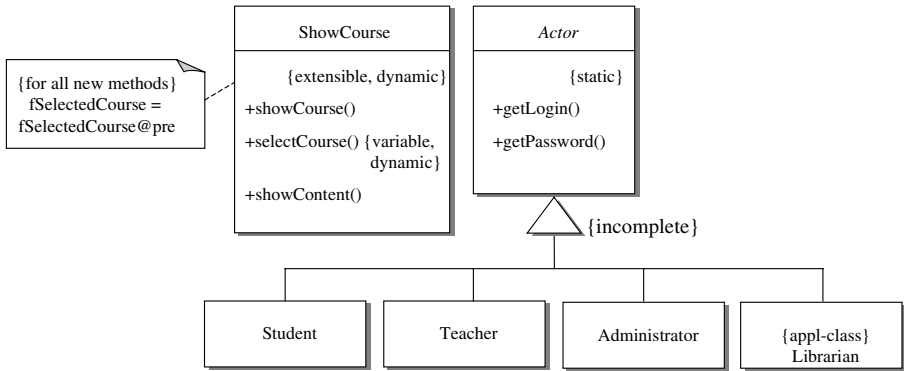 {for all new methods}
fSelectedCourse =
fSelectedCourse@pre
ShowCourse
{extensible, dynamic}
+showCourse()
+selectCourse() {variable,
dynamic}
+showContent()
Actor
{static}
+getLogin()
+getPassword()
{incomplete}
Student
Teacher
Administrator
{appl-class}
Librarian